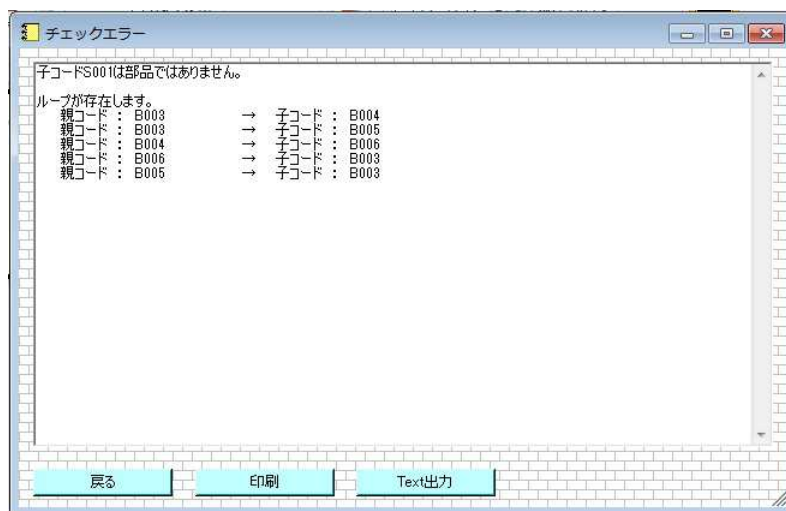 チェックエラー
子コードS001は部品ではありません。
ループが存在します。
親コード : B003 → 子コード : B004
親コード : B003 → 子コード : B005
親コード : B004 → 子コード : B006
親コード : B006 → 子コード : B003
親コード : B005 → 子コード : B003
戻る 印刷 Text出力